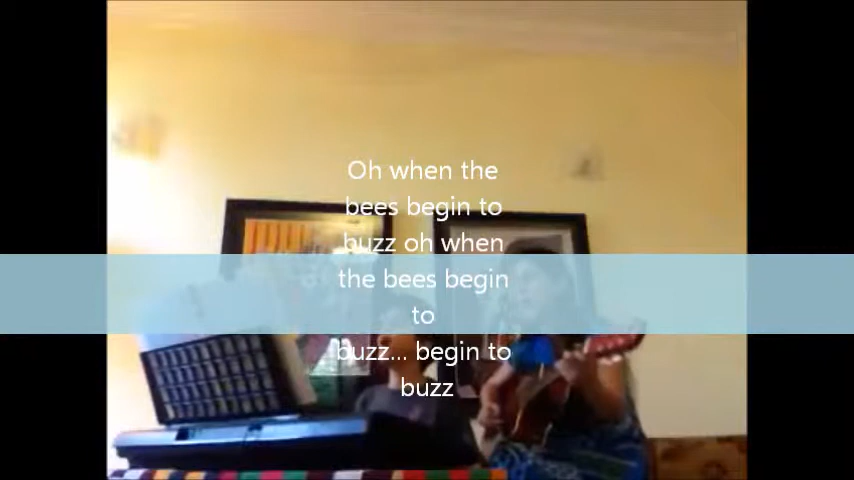 Oh when the
bees begin to
buzz oh when
the bees begin
to
buzz... begin to
buzz